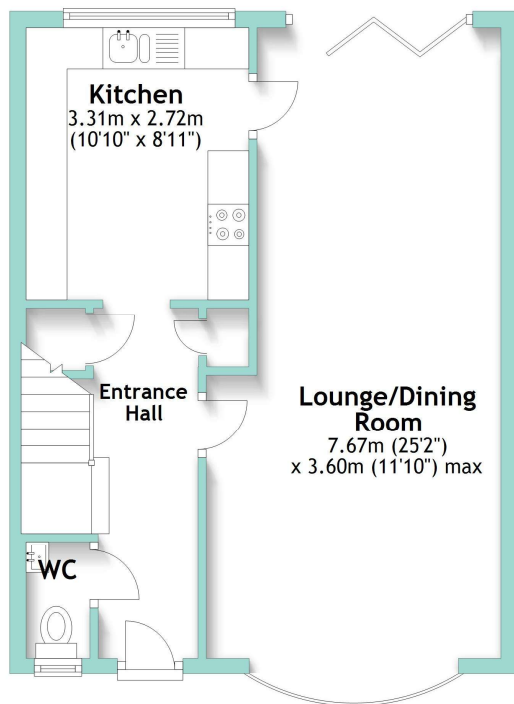 Kitchen
3.31m x 2.72m
(10'10" x 8'11")
Entrance
Hall
Lounge/Dining
Room
7.67m (25'2")
x 3.60m (11'10") max
WC